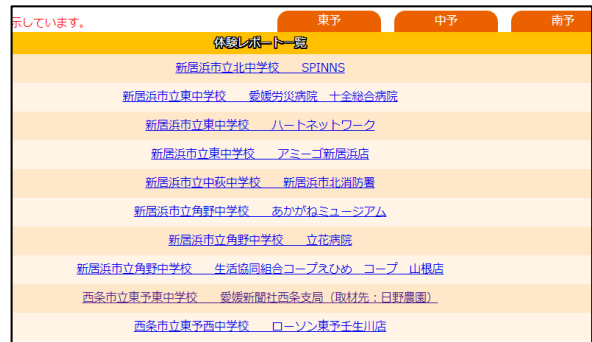 示しています。 東予 中予 南予
体験レポート一覧
新居浜市立北中学校 SPINNS
新居浜市立東中学校 愛媛労災病院 十全総合病院
新居浜市立東中学校 ハートネットワーク
新居浜市立東中学校 アミーゴ新居浜店
新居浜市立中萩中学校 新居浜市北消防署
新居浜市立角野中学校 あかがねミュージアム
新居浜市立角野中学校 立花病院
新居浜市立角野中学校 生活協同組合コープえひめ コープ 山根店
西条市立東予東中学校 愛媛新聞社西条支局（取材先：日野農園）
西条市立東予西中学校 ローソン東予壬生川店